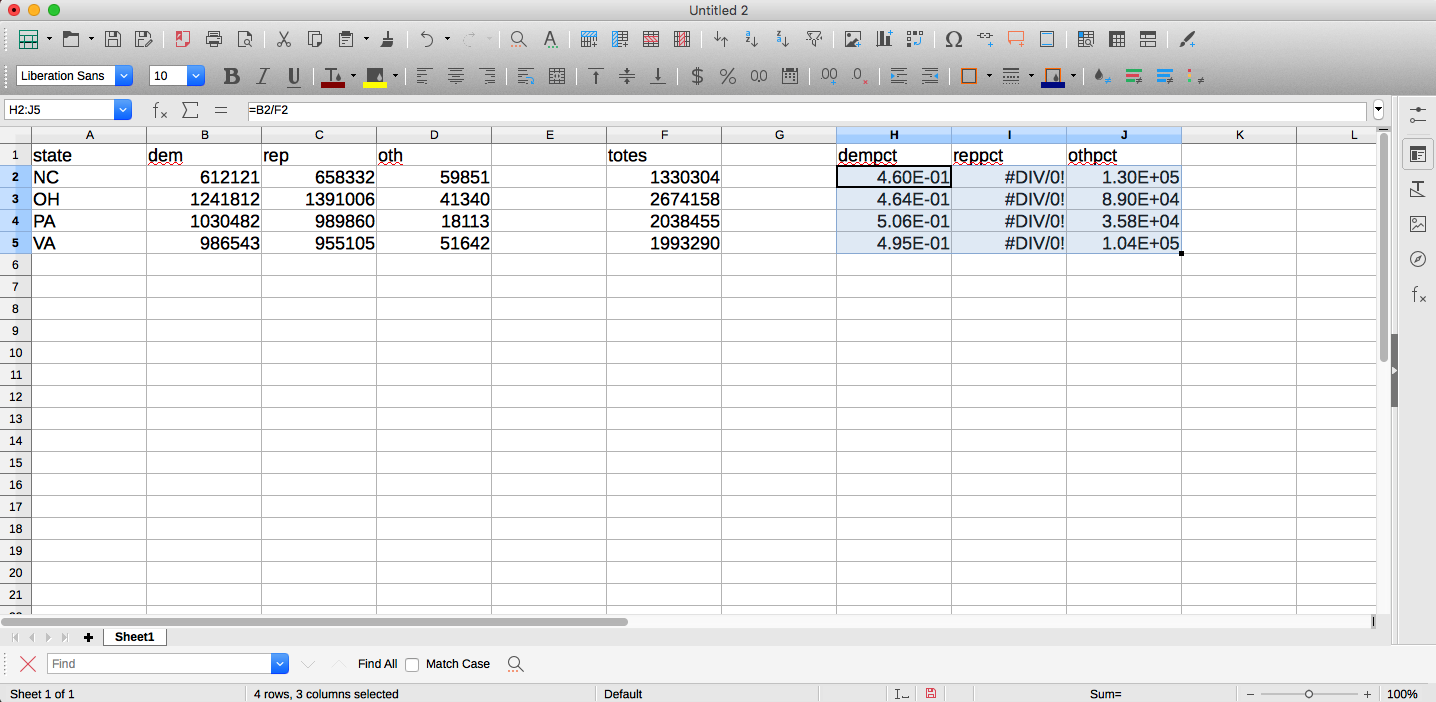 Untitled 2
Liberation Sans 10
H2:J5 =B2/F2
A B C D E F G H I J K L
1 state dem rep oth totes dempct reppct othpct
2 NC 612121 658332 59851 1330304 4.60E-01 #DIV/0! 1.30E+05
3 OH 1241812 1391006 41340 2674158 4.64E-01 #DIV/0! 8.90E+04
4 PA 1030482 989860 18113 2038455 5.06E-01 #DIV/0! 3.58E+04
5 VA 986543 955105 51642 1993290 4.95E-01 #DIV/0! 1.04E+05
6
7
8
9
10
11
12
13
14
15
16
17
18
19
20
21
Sheet1
Find Find All Match Case
Sheet 1 of 1 4 rows, 3 columns selected Default Sum= 100%